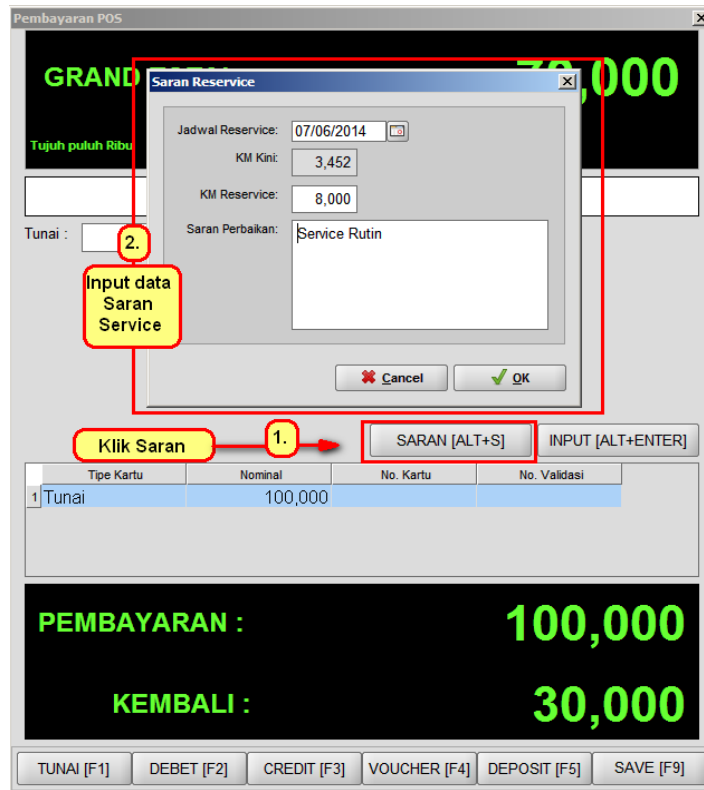 Pembayaran POS
GRAND
,000
Tujuh puluh Ribu
Saran Reservice
Jadwal Reservice: 07/06/2014
KM Kini: 3,452
KM Reservice: 8,000
Saran Perbaikan: Service Rutin
Cancel OK
Tunai :
2.
Input data
Saran
Service
Klik Saran 1. SARAN [ALT+S] INPUT [ALT+ENTER]
Tipe Kartu Nominal No. Kartu No. Validasi
1 Tunai 100,000
PEMBAYARAN : 100,000
KEMBALI : 30,000
TUNAI [F1] DEBET [F2] CREDIT [F3] VOUCHER [F4] DEPOSIT [F5] SAVE [F9]